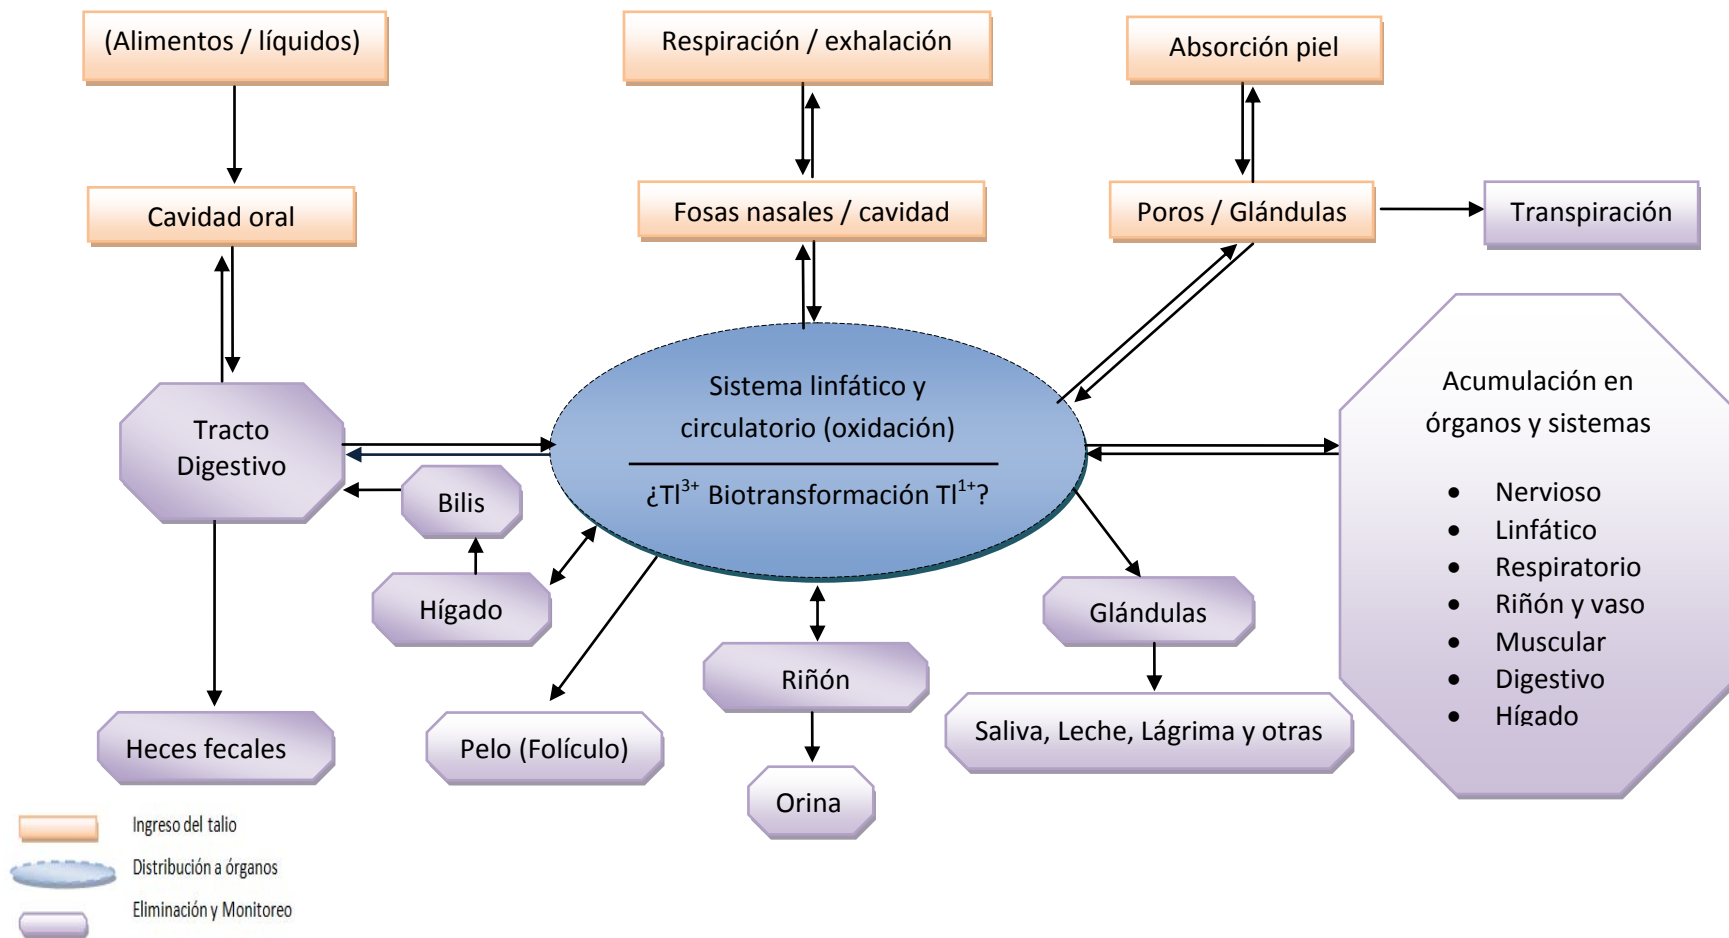 (Alimentos / líquidos)
Respiración / exhalación
Absorción piel
Cavidad oral
Fosas nasales / cavidad
Poros / Glándulas
Transpiración
Tracto
Digestivo
Sistema linfático y
circulatorio (oxidación)
¿Tl³⁺ Biotransformación Tl¹⁺?
Acumulación en
órganos y sistemas
• Nervioso
• Linfático
• Respiratorio
• Riñón y vaso
• Muscular
• Digestivo
• Hígado
Bilis
Hígado
Glándulas
Riñón
Heces fecales
Pelo (Folículo)
Saliva, Leche, Lágrima y otras
Orina
Ingreso del talio
Distribución a órganos
Eliminación y Monitoreo